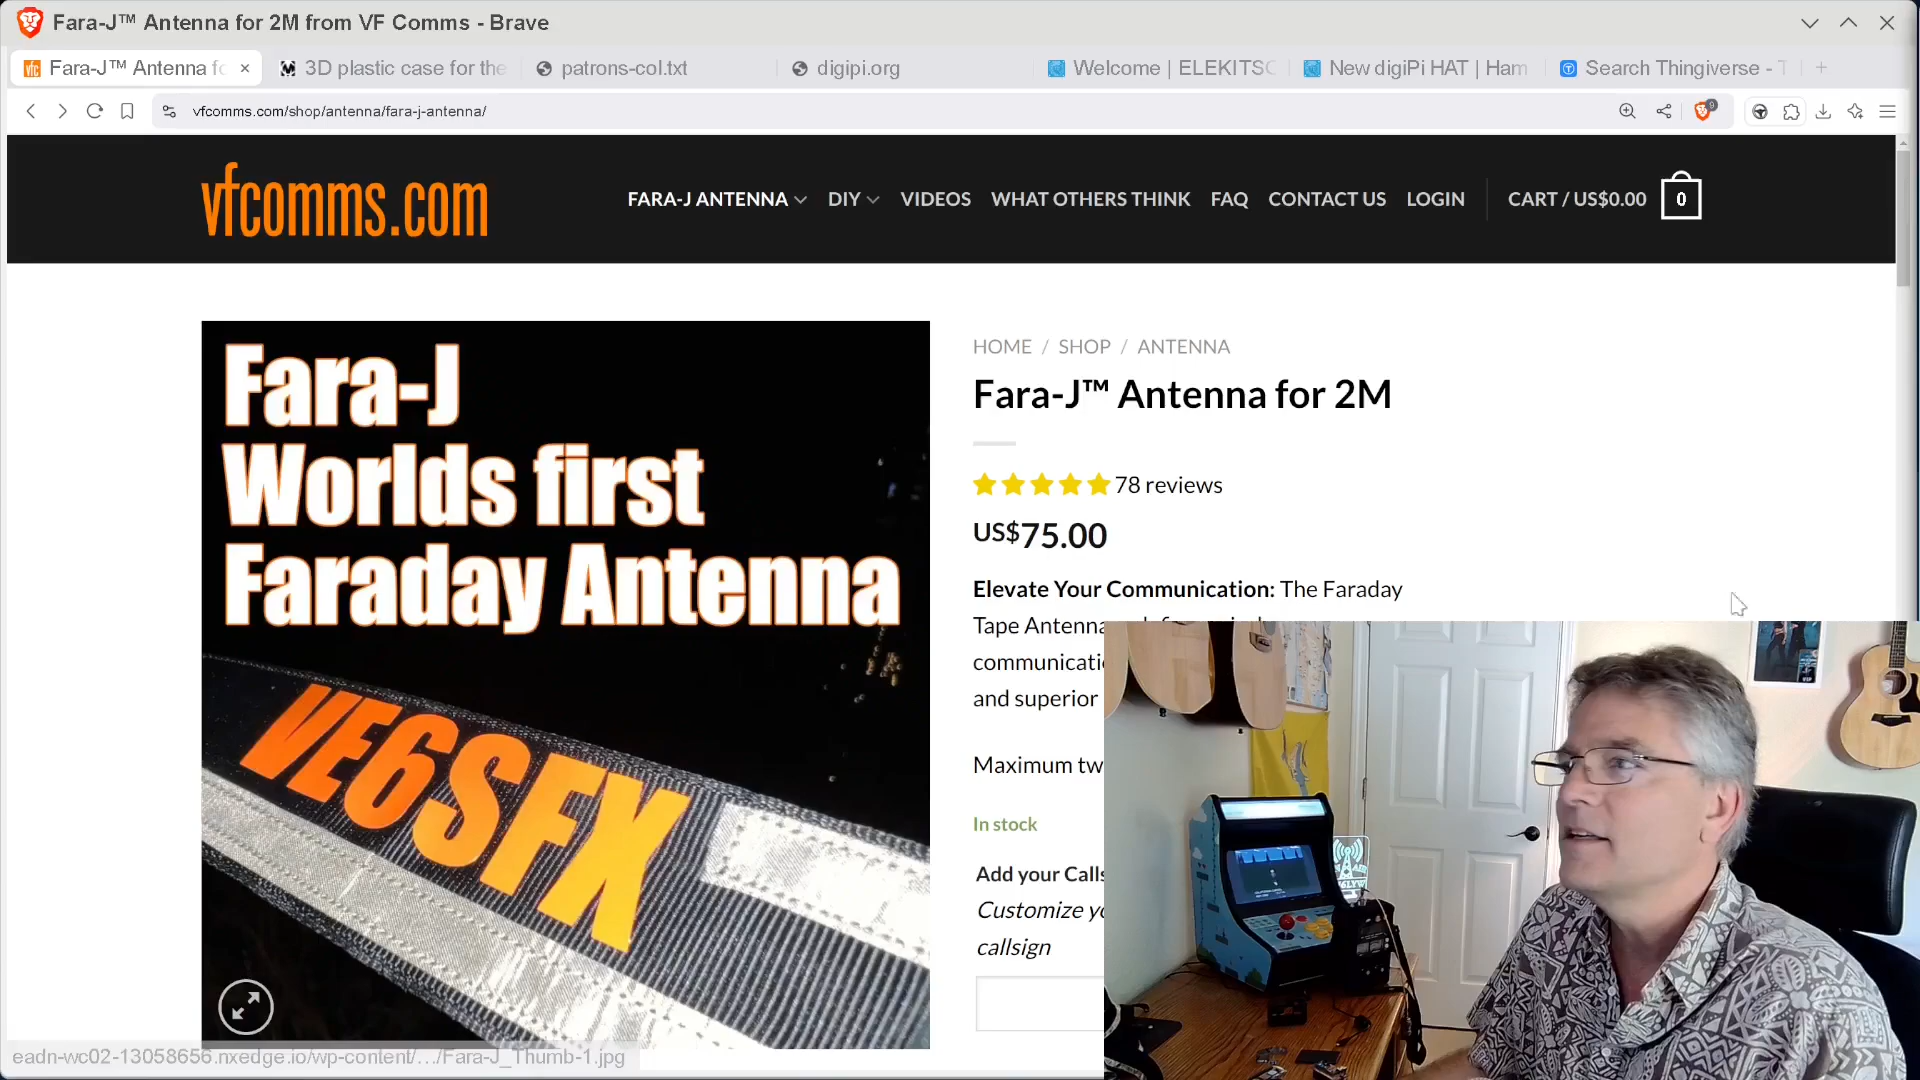 Fara-J™ Antenna for 2M from VF Comms - Brave
Fara-J™ Antenna fo
3D plastic case for the
patrons-col.txt
digipi.org
Welcome | ELEKITSO
New digiPi HAT | Ham
Search Thingiverse - T
vfcomms.com/shop/antenna/fara-j-antenna/
9
vfcomms.com
FARA-J ANTENNA
DIY
VIDEOS
WHAT OTHERS THINK
FAQ
CONTACT US
LOGIN
CART / US$0.00
0
Fara-J
Worlds first
Faraday Antenna
VE6SFX
HOME / SHOP / ANTENNA
Fara-J™ Antenna for 2M
78 reviews
US$75.00
Elevate Your Communication: The Faraday
Tape Antenna
communicati
and superior
Maximum tw
In stock
Add your Calls
Customize yo
callsign
eadn-wc02-13058656.nxedge.io/wp-content/…/Fara-J_Thumb-1.jpg